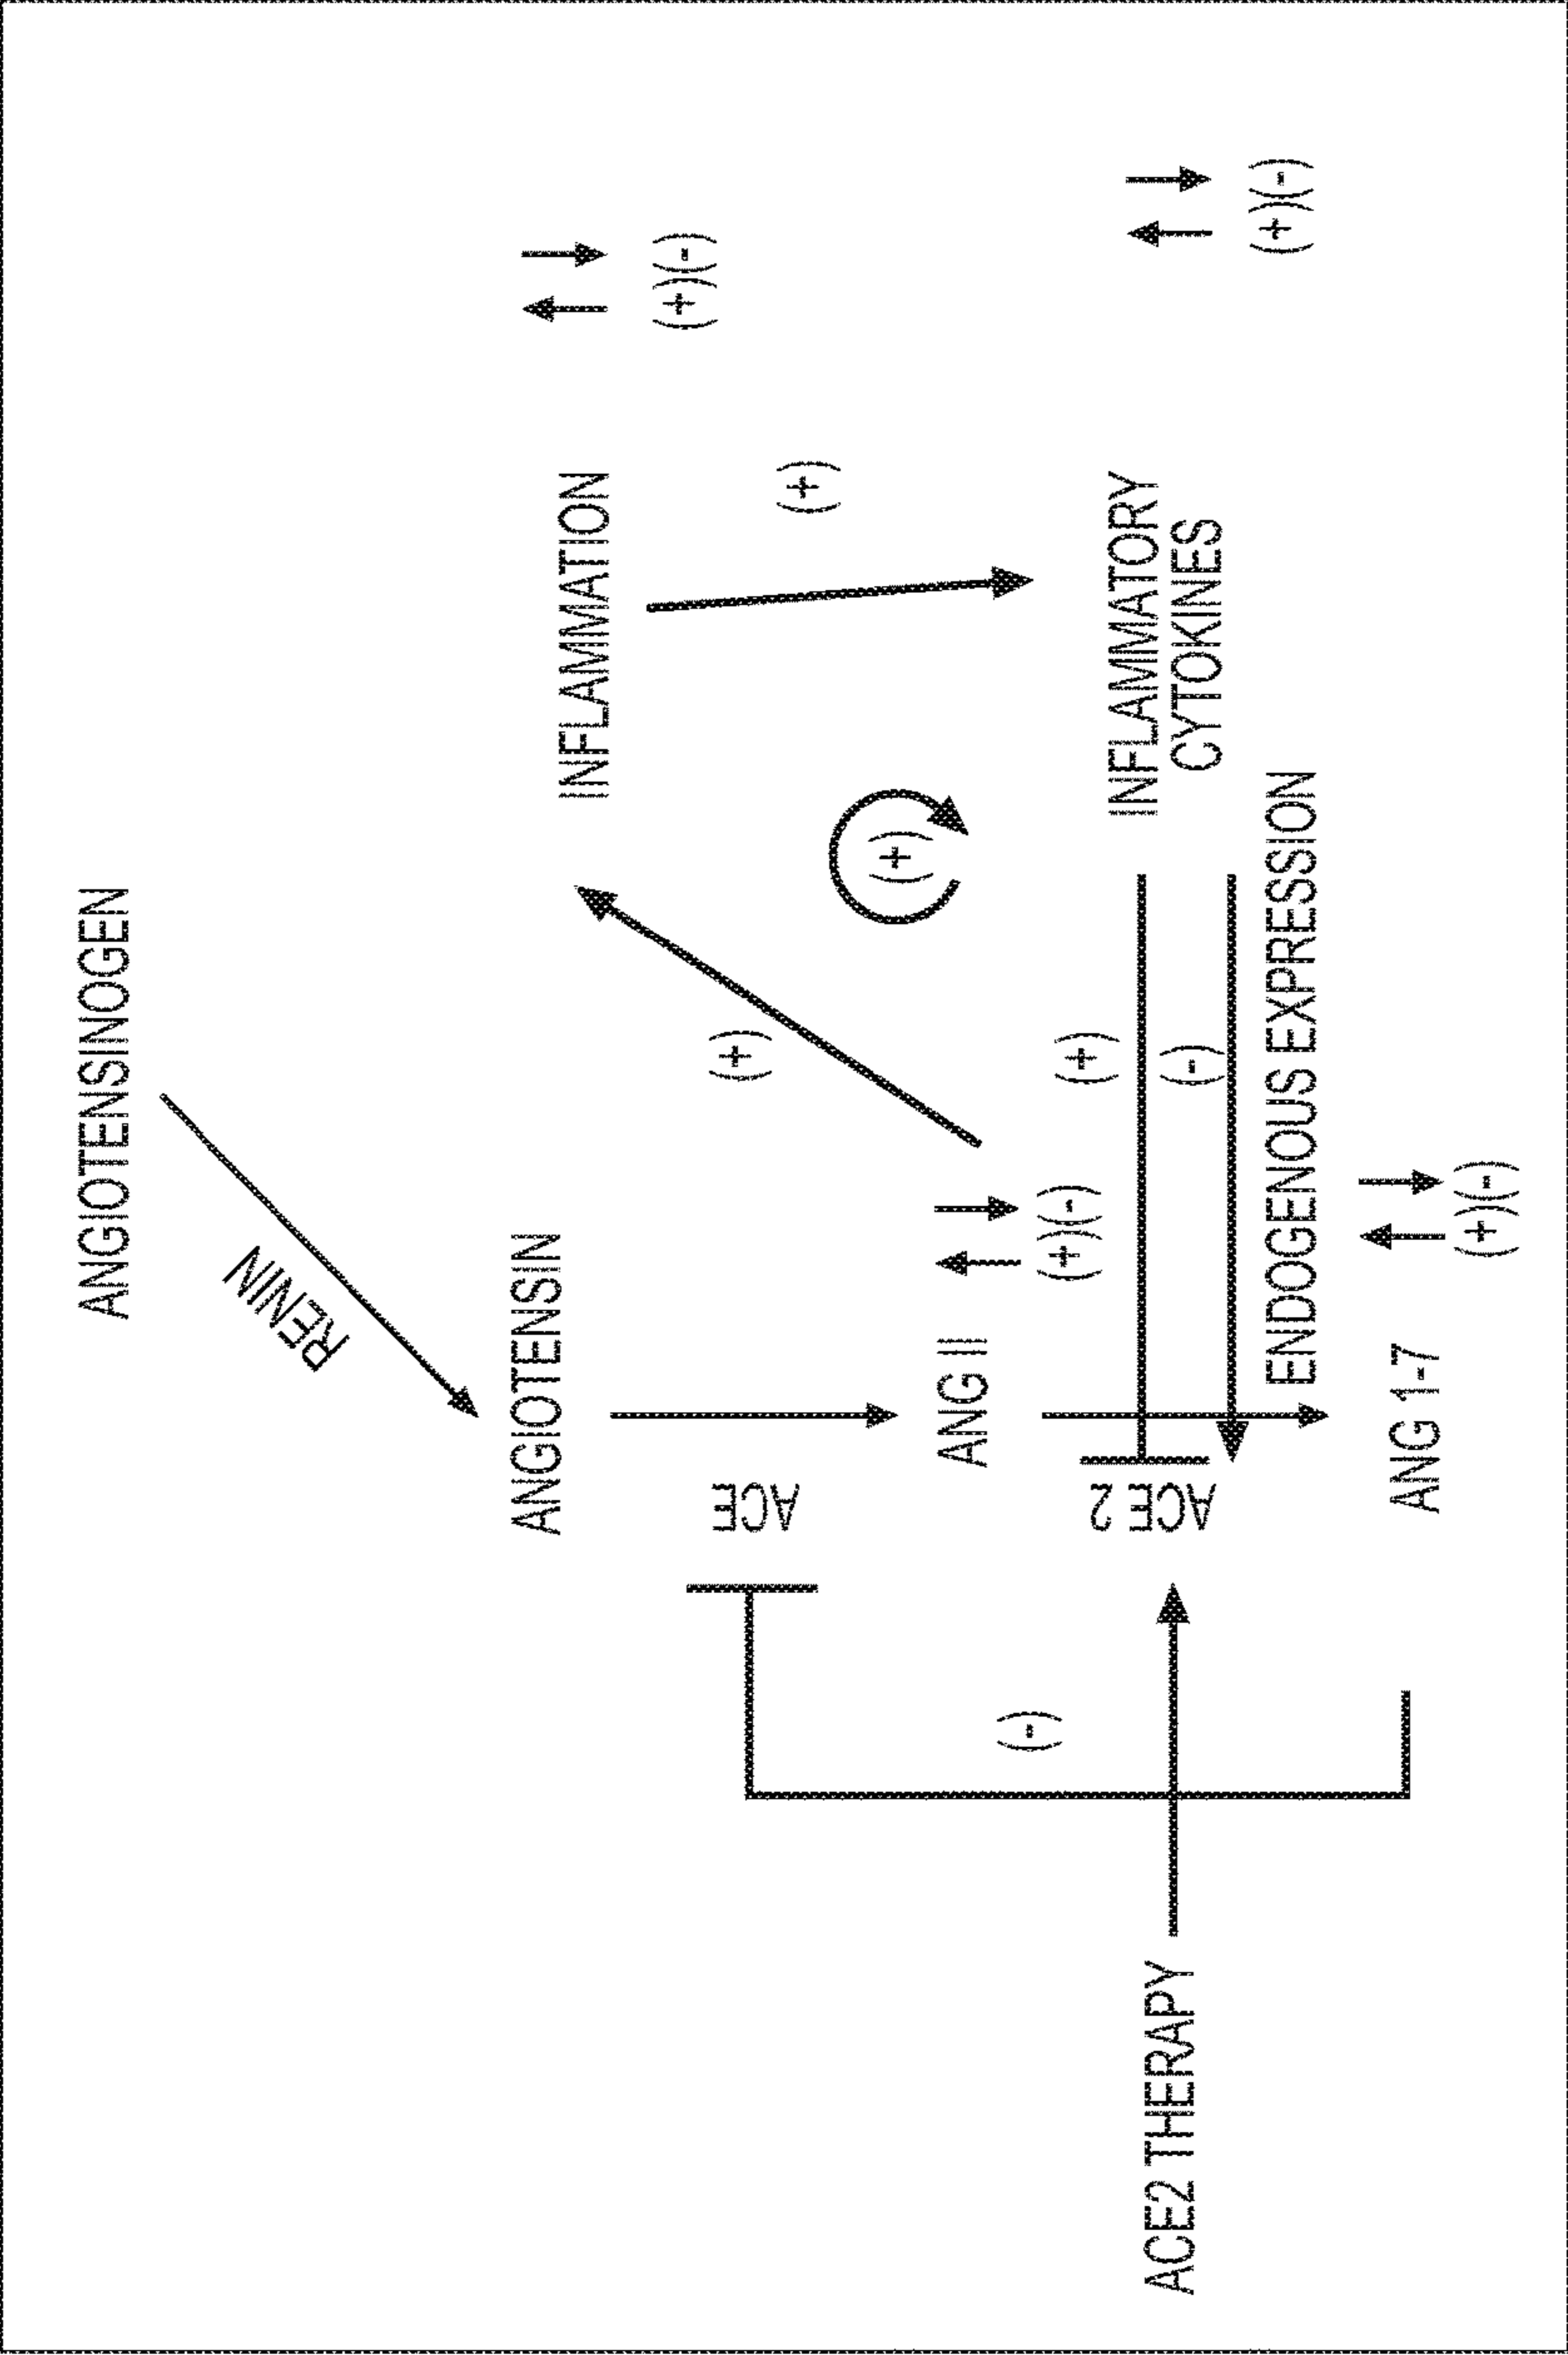 ANGIOTENSINOGEN
RENIN
ANGIOTENSIN
INFLAMMATION
(+)(-)
(+)
ACE
(+)
(+)
ANG II
(-)
(+)(-)
(+)
ACE2 THERAPY
ACE 2
(-)
INFLAMMATORY
CYTOKINES
(+)(-)
ENDOGENOUS EXPRESSION
ANG 1-7
(+)(-)